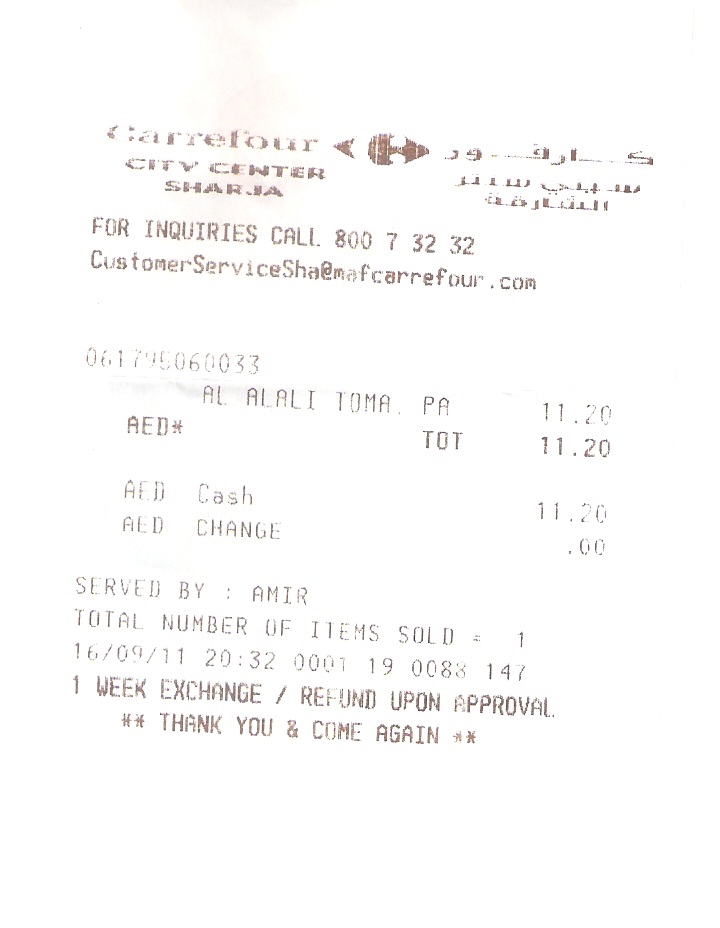 Carrefour كارفور
CITY CENTER سيتي سنتر
SHARJA الشارقة
FOR INQUIRIES CALL 800 7 32 32
CustomerServiceSha@mafcarrefour.com
061795060033
AL ALALI TOMA. PA 11.20
AED* TOT 11.20
AED Cash 11.20
AED CHANGE .00
SERVED BY : AMIR
TOTAL NUMBER OF ITEMS SOLD = 1
16/09/11 20:32 0001 19 0088 147
1 WEEK EXCHANGE / REFUND UPON APPROVAL.
** THANK YOU & COME AGAIN **